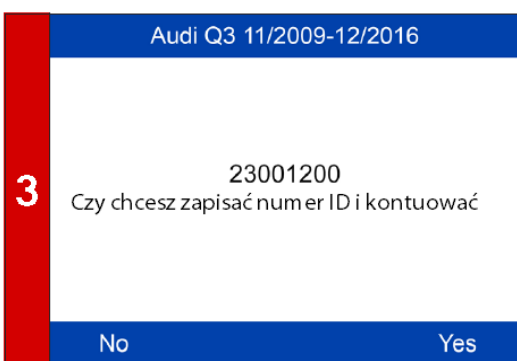 Audi Q3 11/2009-12/2016
3
23001200
Czy chcesz zapisać numer ID i kontuować
No Yes